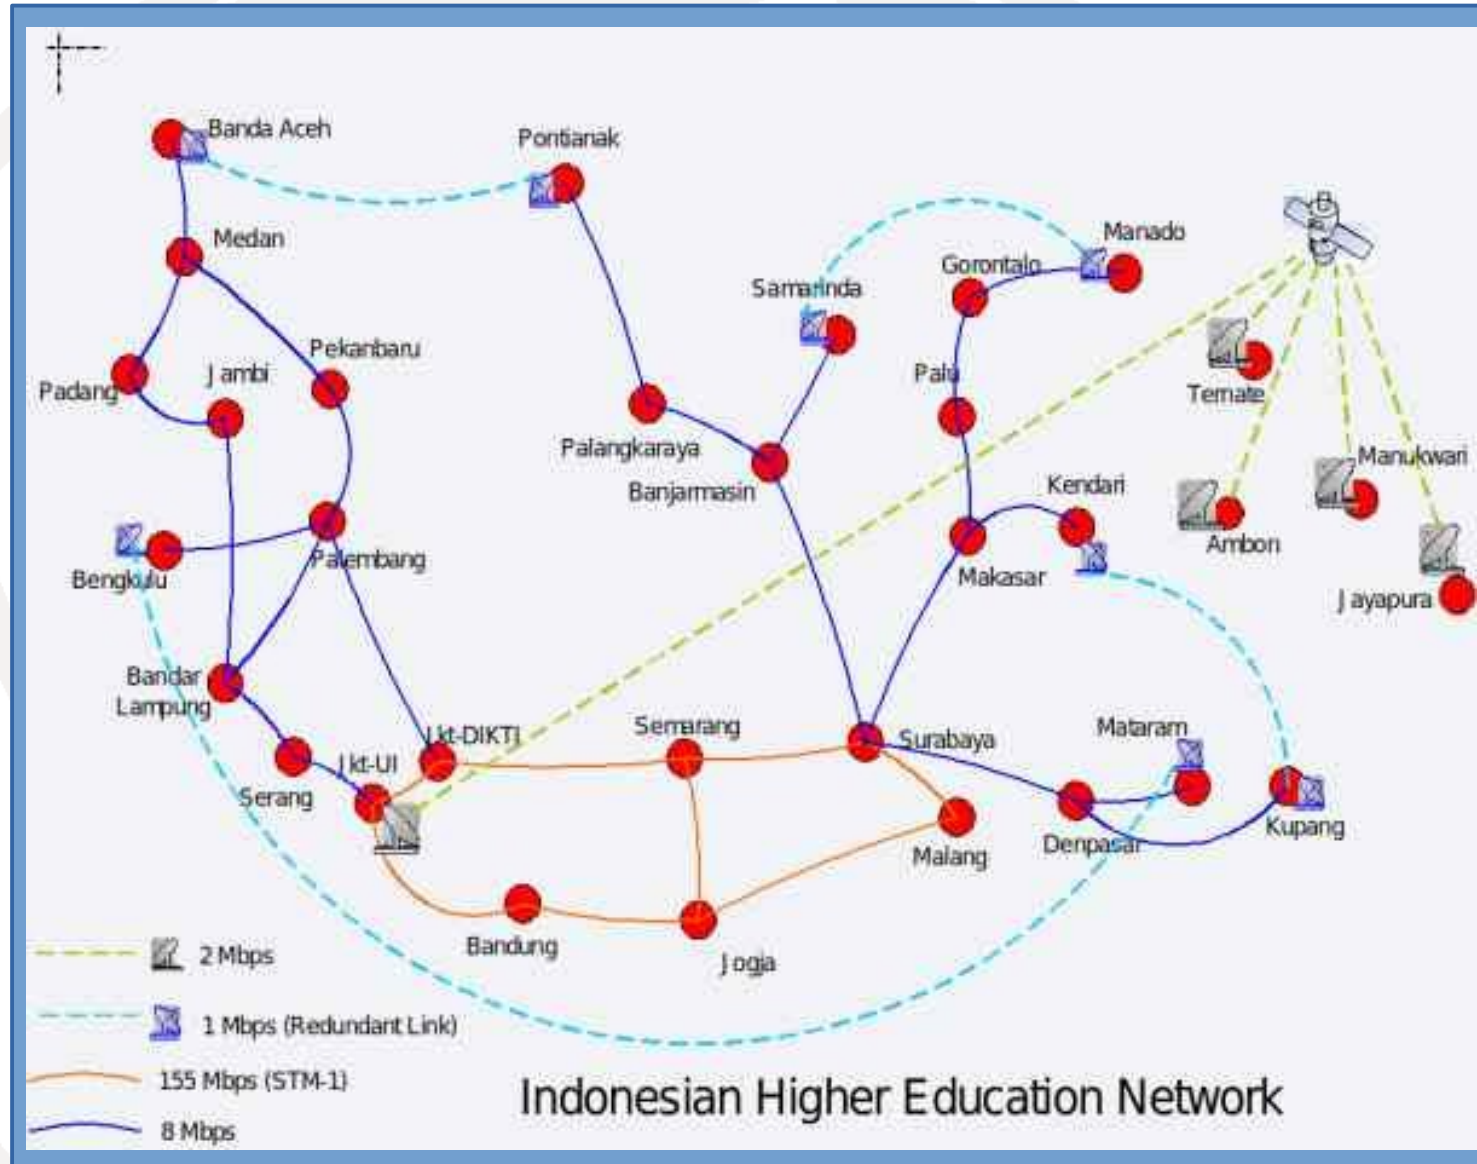 Banda Aceh
Pontianak
Medan
Manado
Gorontalo
Samarinda
Pekanbaru
Jambi
Padang
Palu
Ternate
Palangkaraya
Manukwari
Banjarmasin
Kendari
Ambon
Palembang
Makasar
Bengkulu
Jayapura
Bandar
Lampung
Semarang
Mataram
Jkt-DIKTI
Surabaya
Jkt-UI
Serang
Kupang
Denpasar
Malang
Bandung
Jogja
2 Mbps
1 Mbps (Redundant Link)
155 Mbps (STM-1)
8 Mbps
Indonesian Higher Education Network